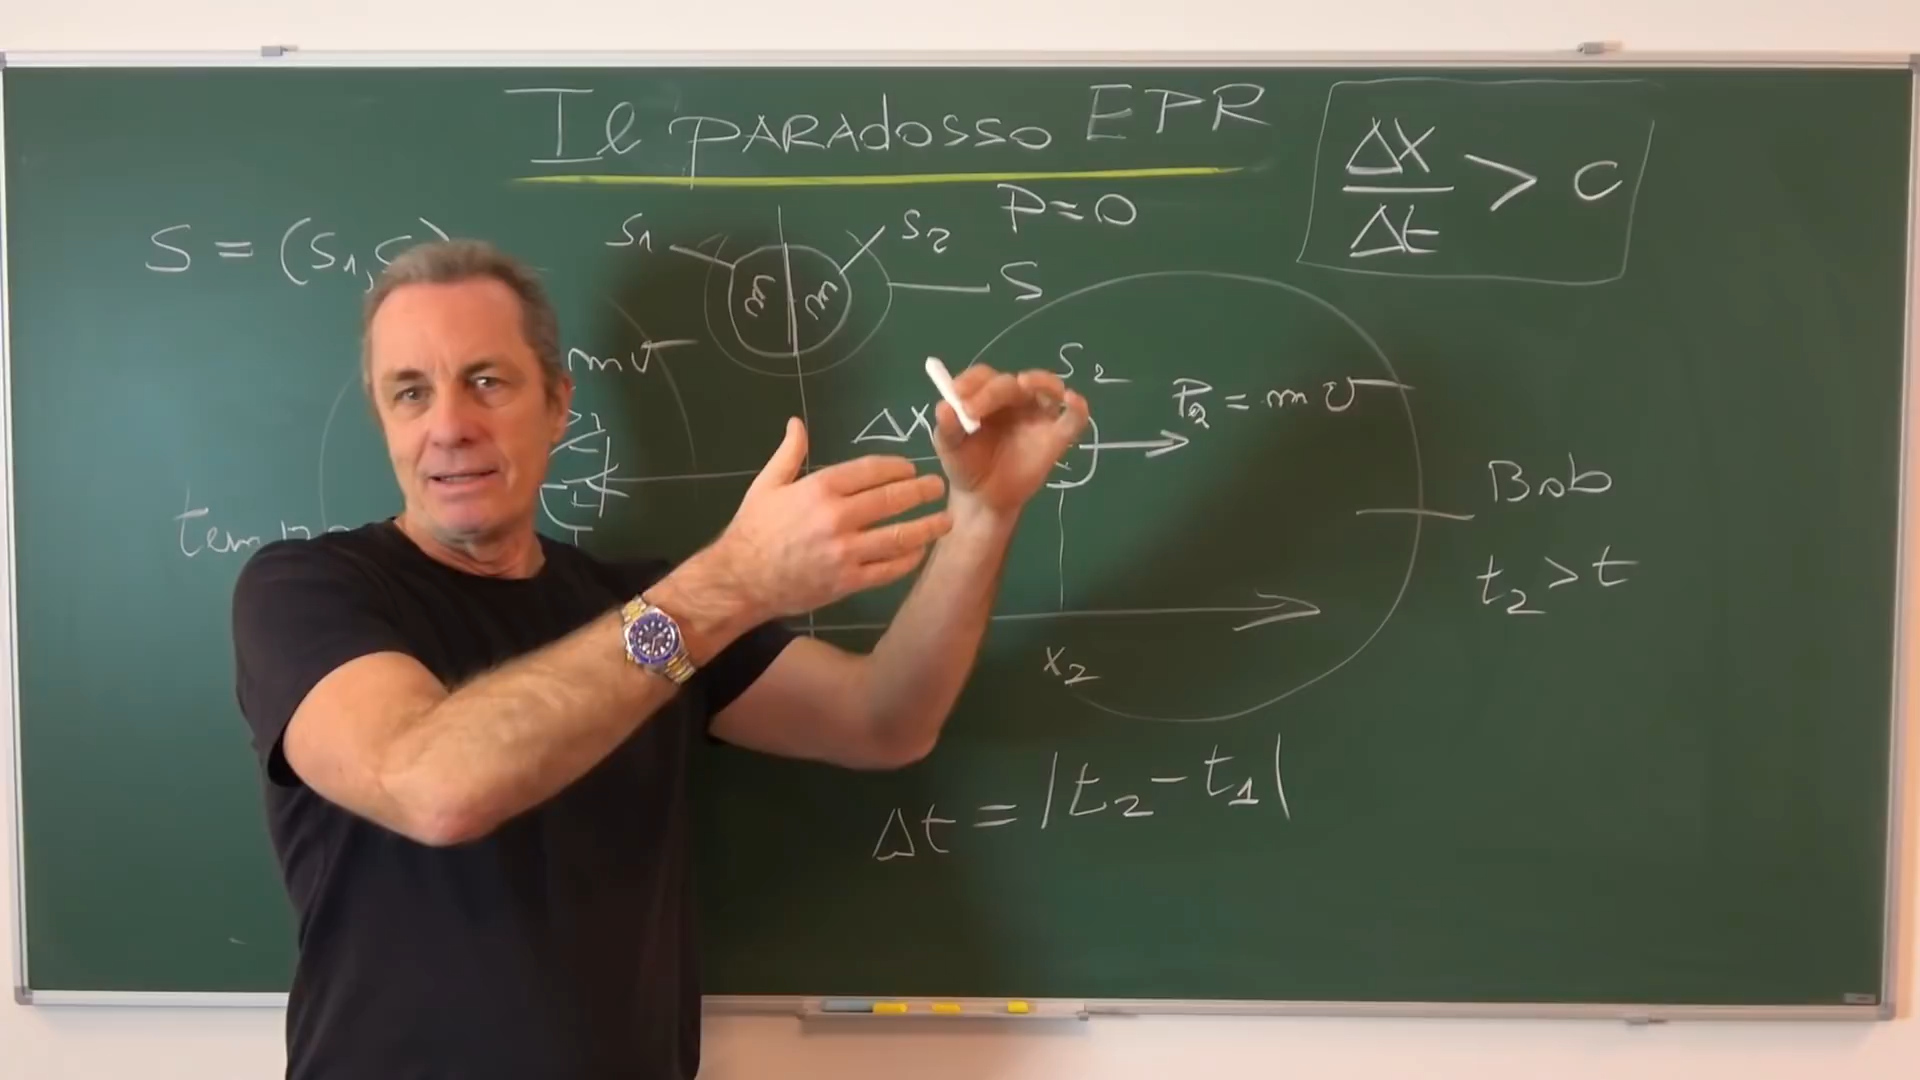 Il paradosso EPR
Δx/Δt > c
P=0
S = (S1,
S1
S2
S
m m
mv
S2
P2 = mv
Δx
Bob
t2 > t
x2
Δt = |t2 - t1|